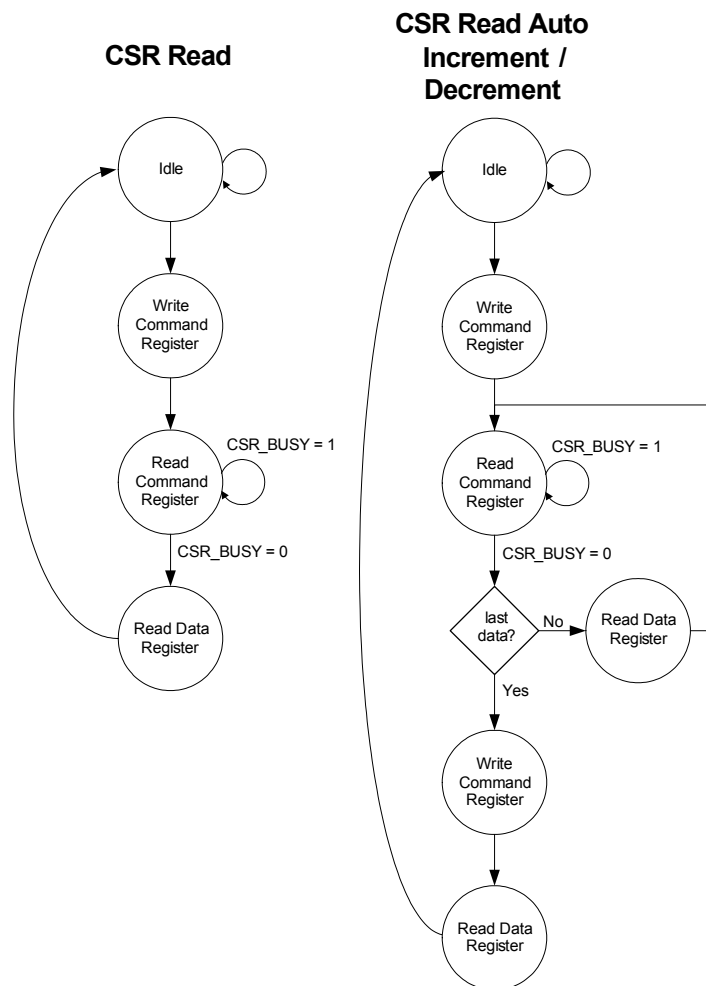 CSR Read
Idle
Write
Command
Register
Read
Command
Register
CSR_BUSY = 1
CSR_BUSY = 0
Read Data
Register
CSR Read Auto
Increment /
Decrement
Idle
Write
Command
Register
Read
Command
Register
CSR_BUSY = 1
CSR_BUSY = 0
last
data?
No
Read Data
Register
Yes
Write
Command
Register
Read Data
Register